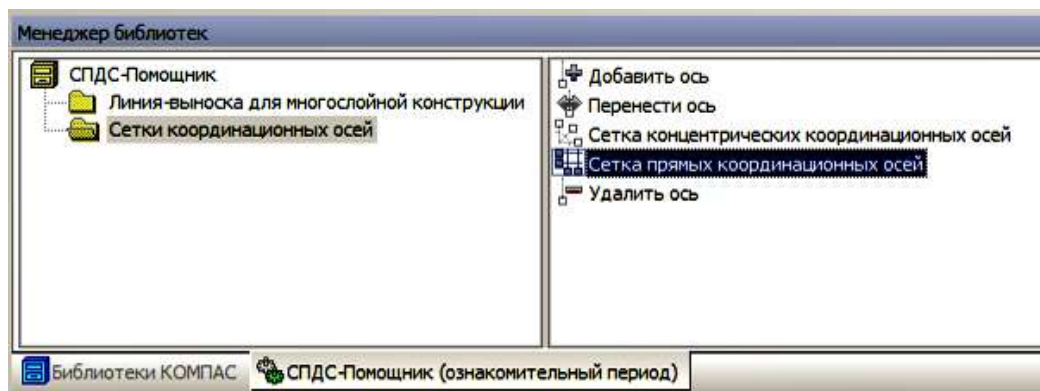 Менеджер библиотек
СПДС-Помощник
Линия-выноска для многослойной конструкции
Сетки координационных осей
Добавить ось
Перенести ось
Сетка концентрических координационных осей
Сетка прямых координационных осей
Удалить ось
Библиотеки КОМПАС
СПДС-Помощник (ознакомительный период)